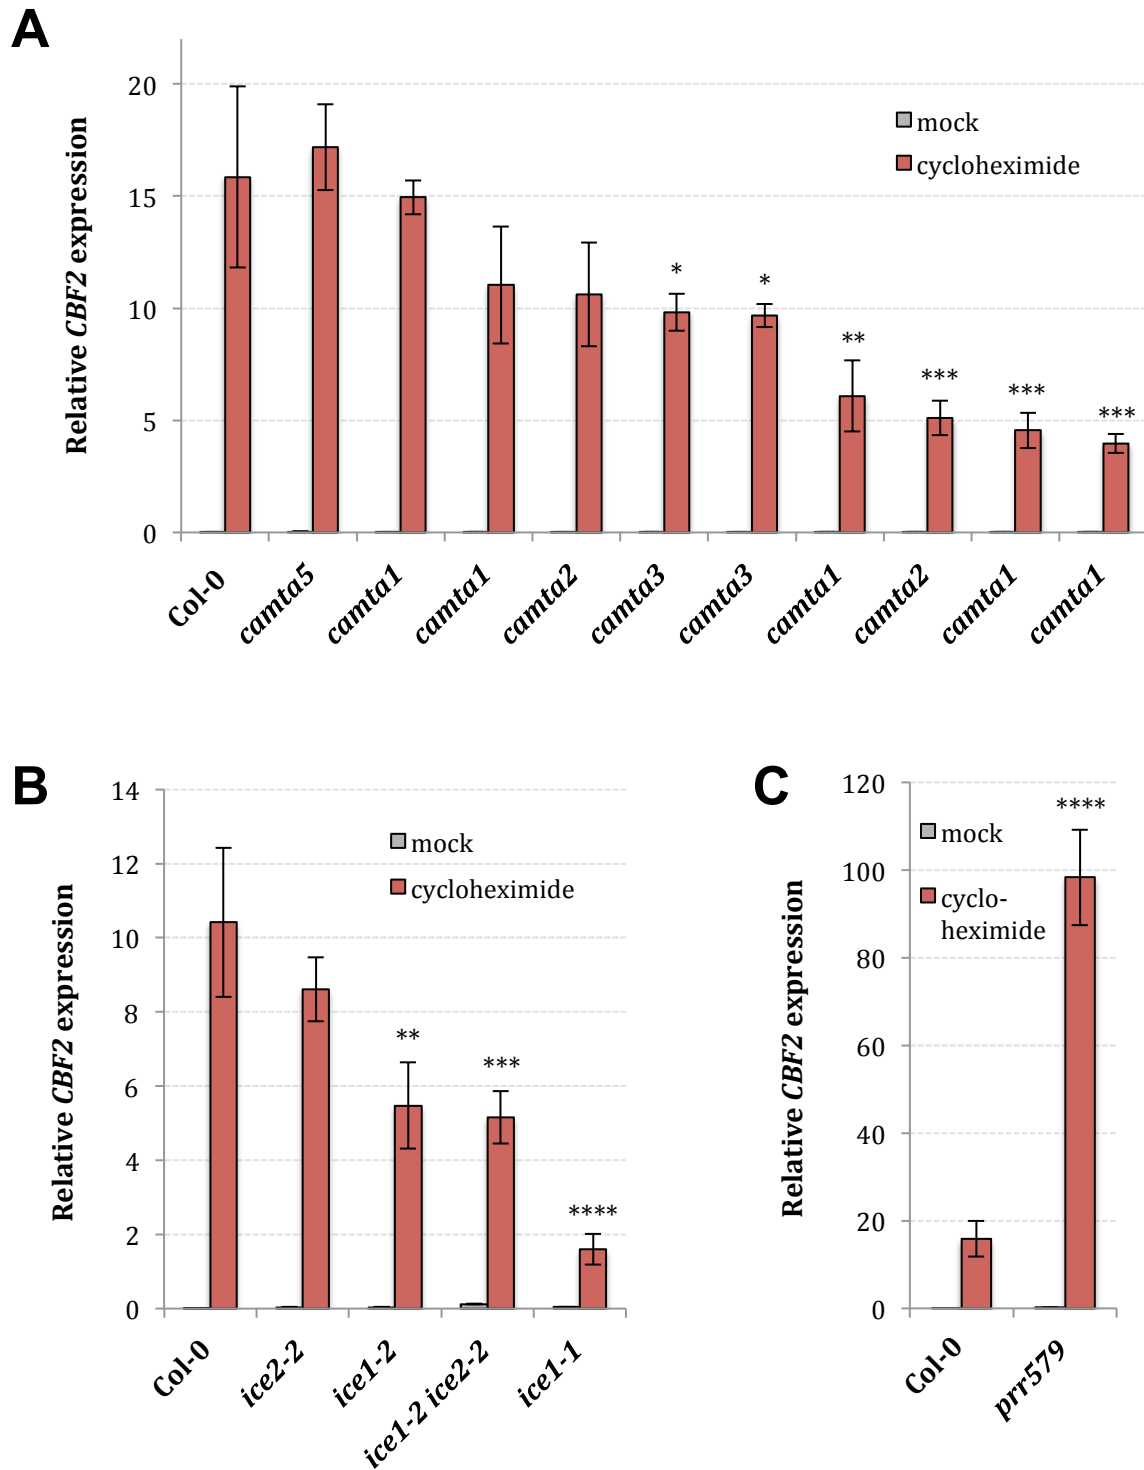 A
Relative CBF2 expression
20
15
10
5
0
mock
cycloheximide
*
*
**
***
***
***
Col-0
camta5
camta1
camta1
camta2
camta3
camta3
camta1
camta2
camta1
camta1
B
Relative CBF2 expression
14
12
10
8
6
4
2
0
mock
cycloheximide
**
***
****
Col-0
ice2-2
ice1-2
ice1-2 ice2-2
ice1-1
C
Relative CBF2 expression
120
100
80
60
40
20
0
mock
cyclo-
heximide
****
Col-0
prr579